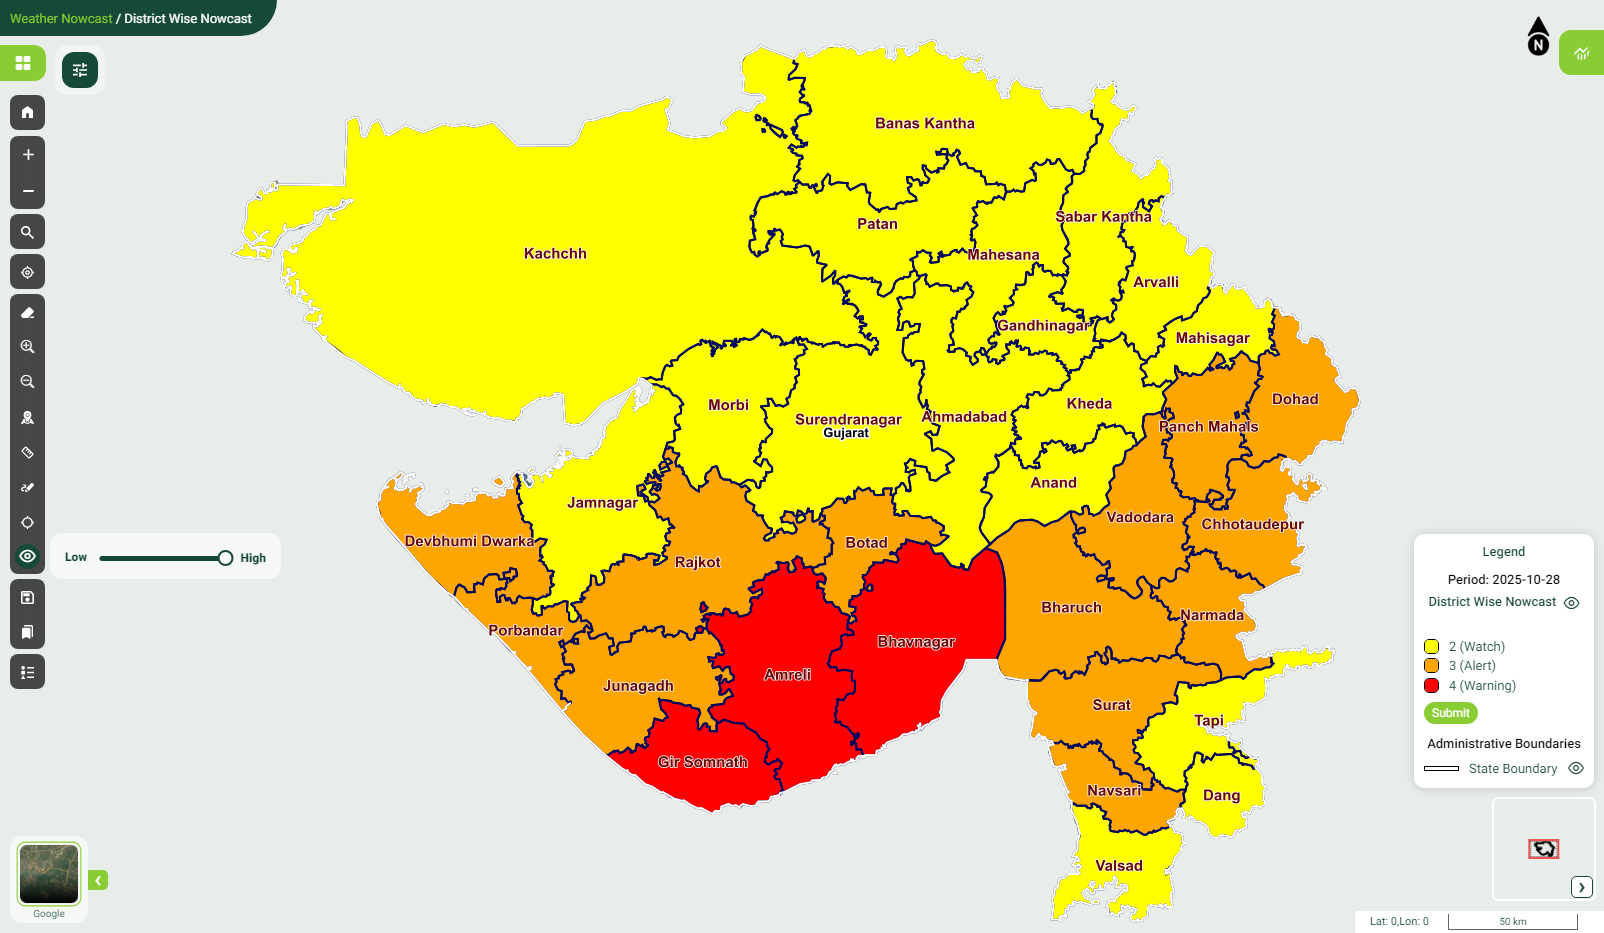 Weather Nowcast / District Wise Nowcast
N
Banas Kantha
Patan
Sabar Kantha
Kachchh
Mahesana
Arvalli
Gandhinagar
Mahisagar
Morbi
Surendranagar
Gujarat
Ahmadabad
Kheda
Dohad
Panch Mahals
Anand
Jamnagar
Vadodara
Chhotaudepur
Devbhumi Dwarka
Botad
Rajkot
Bharuch
Narmada
Porbandar
Bhavnagar
Amreli
Junagadh
Surat
Tapi
Gir Somnath
Navsari
Dang
Valsad
Low
High
Legend
Period: 2025-10-28
District Wise Nowcast
2 (Watch)
3 (Alert)
4 (Warning)
Submit
Administrative Boundaries
State Boundary
Google
Lat: 0,Lon: 0
50 km